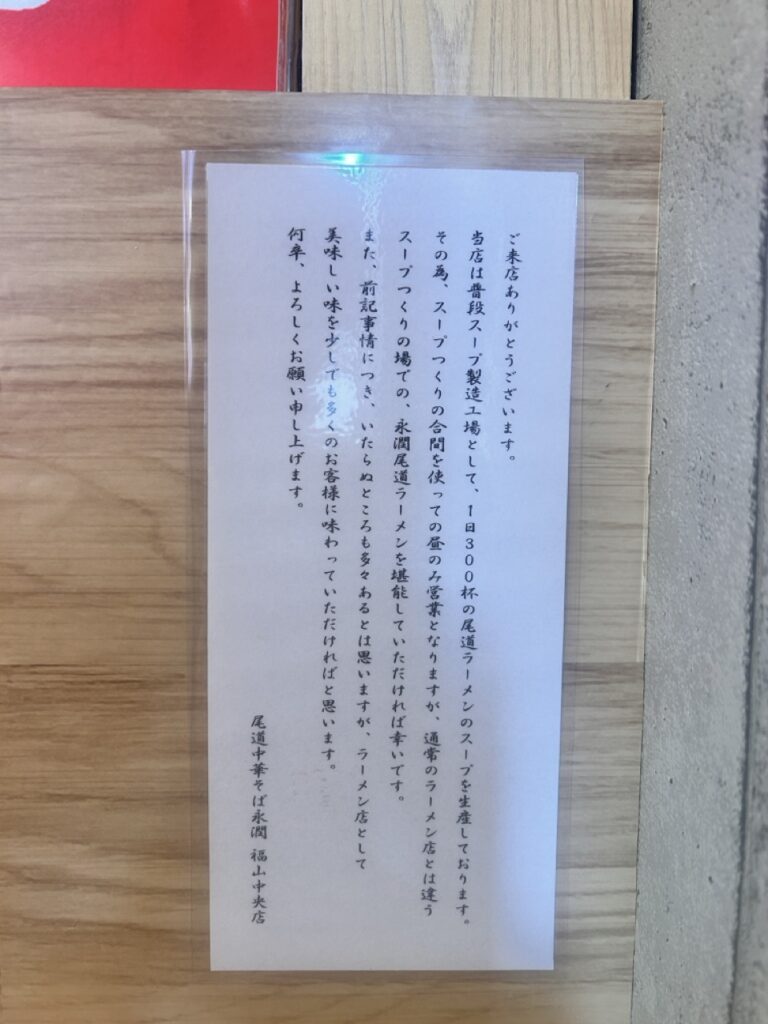 ご来店ありがとうございます。
当店は普段スープ製造工場として、1日300杯の尾道ラーメンのスープを生産しております。
その為、スープつくりの合間を使っての昼のみ営業となりますが、通常のラーメン店とは違う
スープつくりの場での、永潤尾道ラーメンを堪能していただければ幸いです。
また、前記事情につき、いたらぬところも多々あるとは思いますが、ラーメン店として
美味しい味を少しでも多くのお客様に味わっていただければと思います。
何卒、よろしくお願い申し上げます。
尾道中華そば永潤 福山中央店